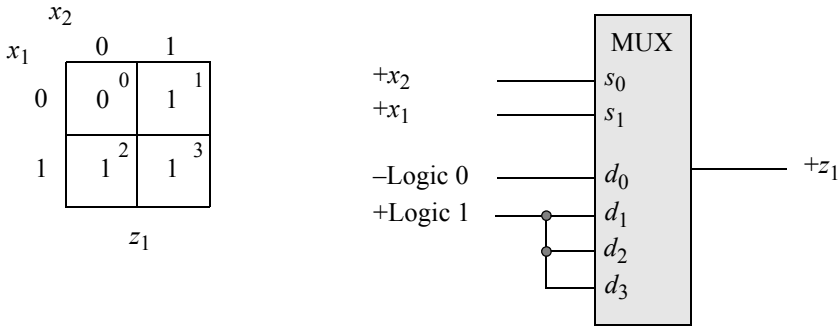 x₂
x₁ 0 1
0 0 0 1 1
1 1 2 1 3
z₁
MUX
+x₂ s₀
+x₁ s₁
–Logic 0 d₀
+z₁
+Logic 1 d₁
d₂
d₃